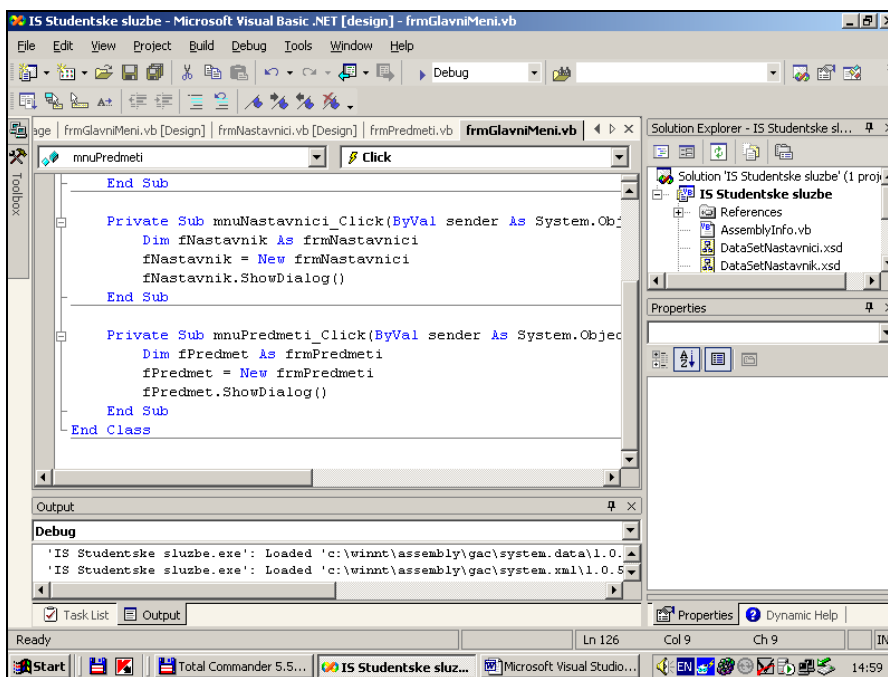 IS Studentske sluzbe - Microsoft Visual Basic .NET [design] - frmGlavniMeni.vb
File Edit View Project Build Debug Tools Window Help
Debug
age frmGlavniMeni.vb [Design] frmNastavnici.vb [Design] frmPredmeti.vb frmGlavniMeni.vb
mnuPredmeti Click
Toolbox
End Sub
Private Sub mnuNastavnici_Click(ByVal sender As System.Obj
Dim fNastavnik As frmNastavnici
fNastavnik = New frmNastavnici
fNastavnik.ShowDialog()
End Sub
Private Sub mnuPredmeti_Click(ByVal sender As System.Objec
Dim fPredmet As frmPredmeti
fPredmet = New frmPredmeti
fPredmet.ShowDialog()
End Sub
End Class
Solution Explorer - IS Studentske sl...
Solution 'IS Studentske sluzbe' (1 proj
IS Studentske sluzbe
References
AssemblyInfo.vb
DataSetNastavnici.xsd
DataSetNastavnik.xsd
Properties
Output
Debug
'IS Studentske sluzbe.exe': Loaded 'c:\winnt\assembly\gac\system.data\1.0.
'IS Studentske sluzbe.exe': Loaded 'c:\winnt\assembly\gac\system.xml\1.0.5
Task List Output
Properties Dynamic Help
Ready Ln 126 Col 9 Ch 9 IN
Start Total Commander 5.5... IS Studentske sluz... Microsoft Visual Studio... EN 14:59